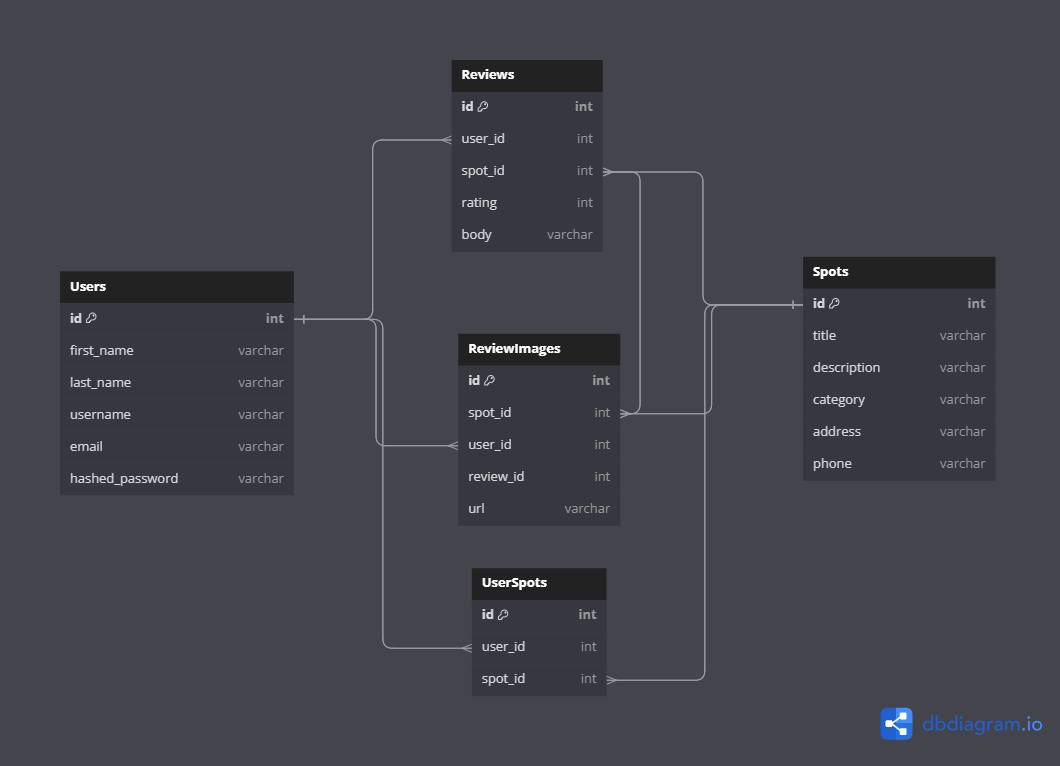 Reviews
id int
user_id int
spot_id int
rating int
body varchar
Users
id int
first_name varchar
last_name varchar
username varchar
email varchar
hashed_password varchar
ReviewImages
id int
spot_id int
user_id int
review_id int
url varchar
UserSpots
id int
user_id int
spot_id int
Spots
id int
title varchar
description varchar
category varchar
address varchar
phone varchar
dbdiagram.io